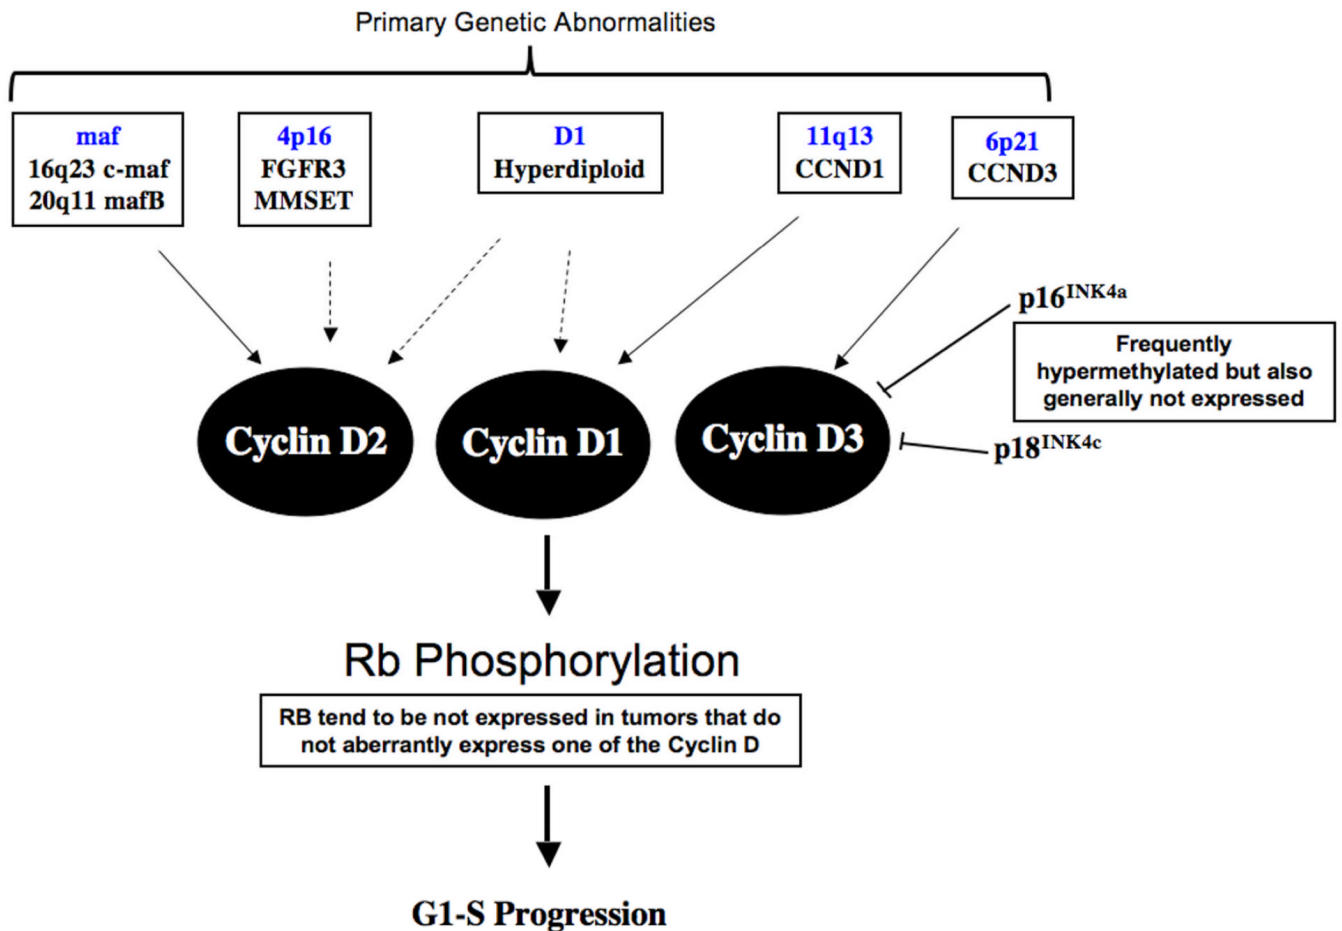 Primary Genetic Abnormalities
maf
16q23 c-maf
20q11 mafB
4p16
FGFR3
MMSET
D1
Hyperdiploid
11q13
CCND1
6p21
CCND3
p16INK4a
Frequently
hypermethylated but also
generally not expressed
p18INK4c
Cyclin D2
Cyclin D1
Cyclin D3
Rb Phosphorylation
RB tend to be not expressed in tumors that do
not aberrantly express one of the Cyclin D
G1-S Progression